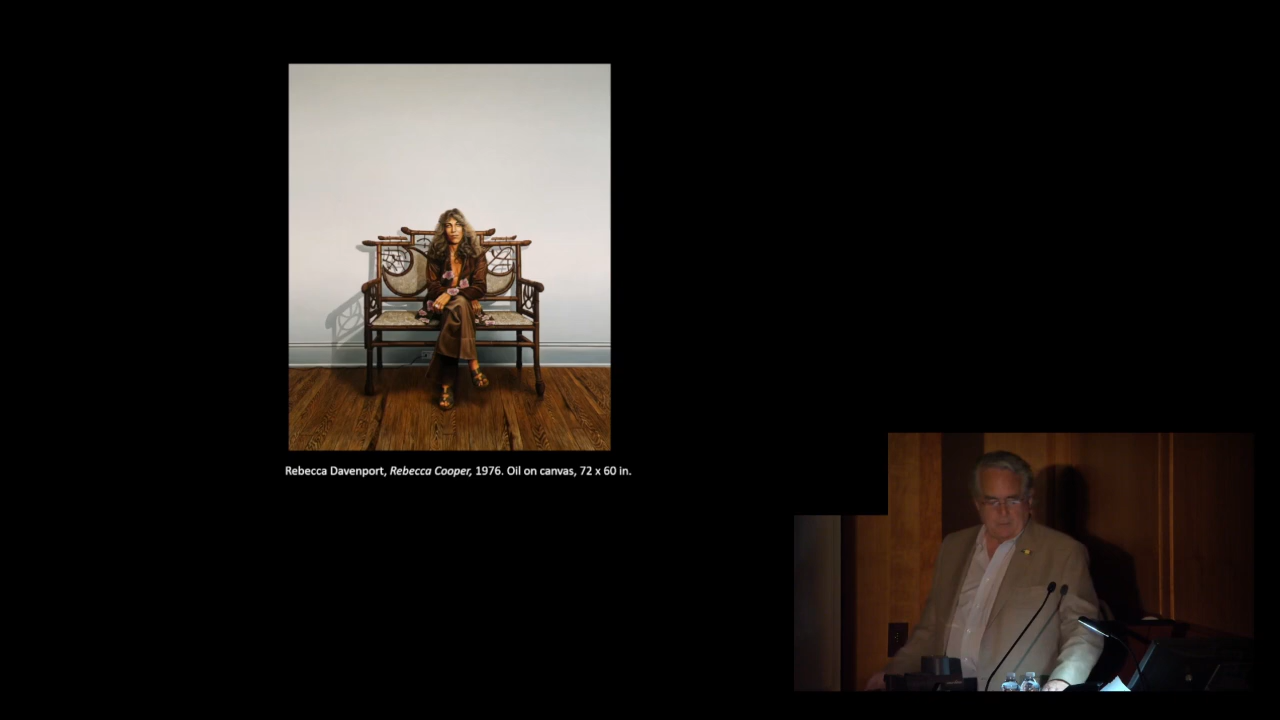 Rebecca Davenport, Rebecca Cooper, 1976. Oil on canvas, 72 x 60 in.